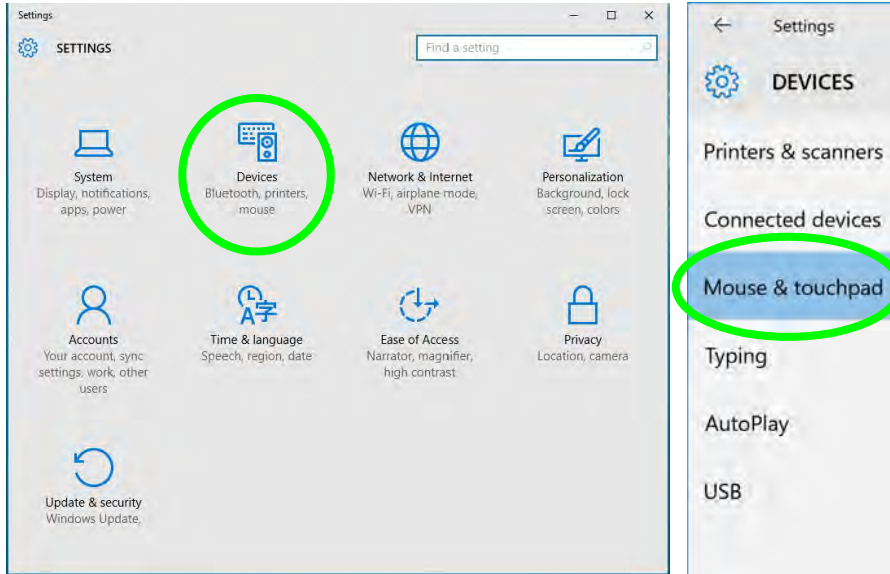 Settings
SETTINGS
Find a setting
System
Display, notifications,
apps, power
Devices
Bluetooth, printers,
mouse
Network & Internet
Wi-Fi, airplane mode,
VPN
Personalization
Background, lock
screen, colors
Accounts
Your account, sync
settings, work, other
users
Time & language
Speech, region, date
Ease of Access
Narrator, magnifier,
high contrast
Privacy
Location, camera
Update & security
Windows Update,
Settings
DEVICES
Printers & scanners
Connected devices
Mouse & touchpad
Typing
AutoPlay
USB